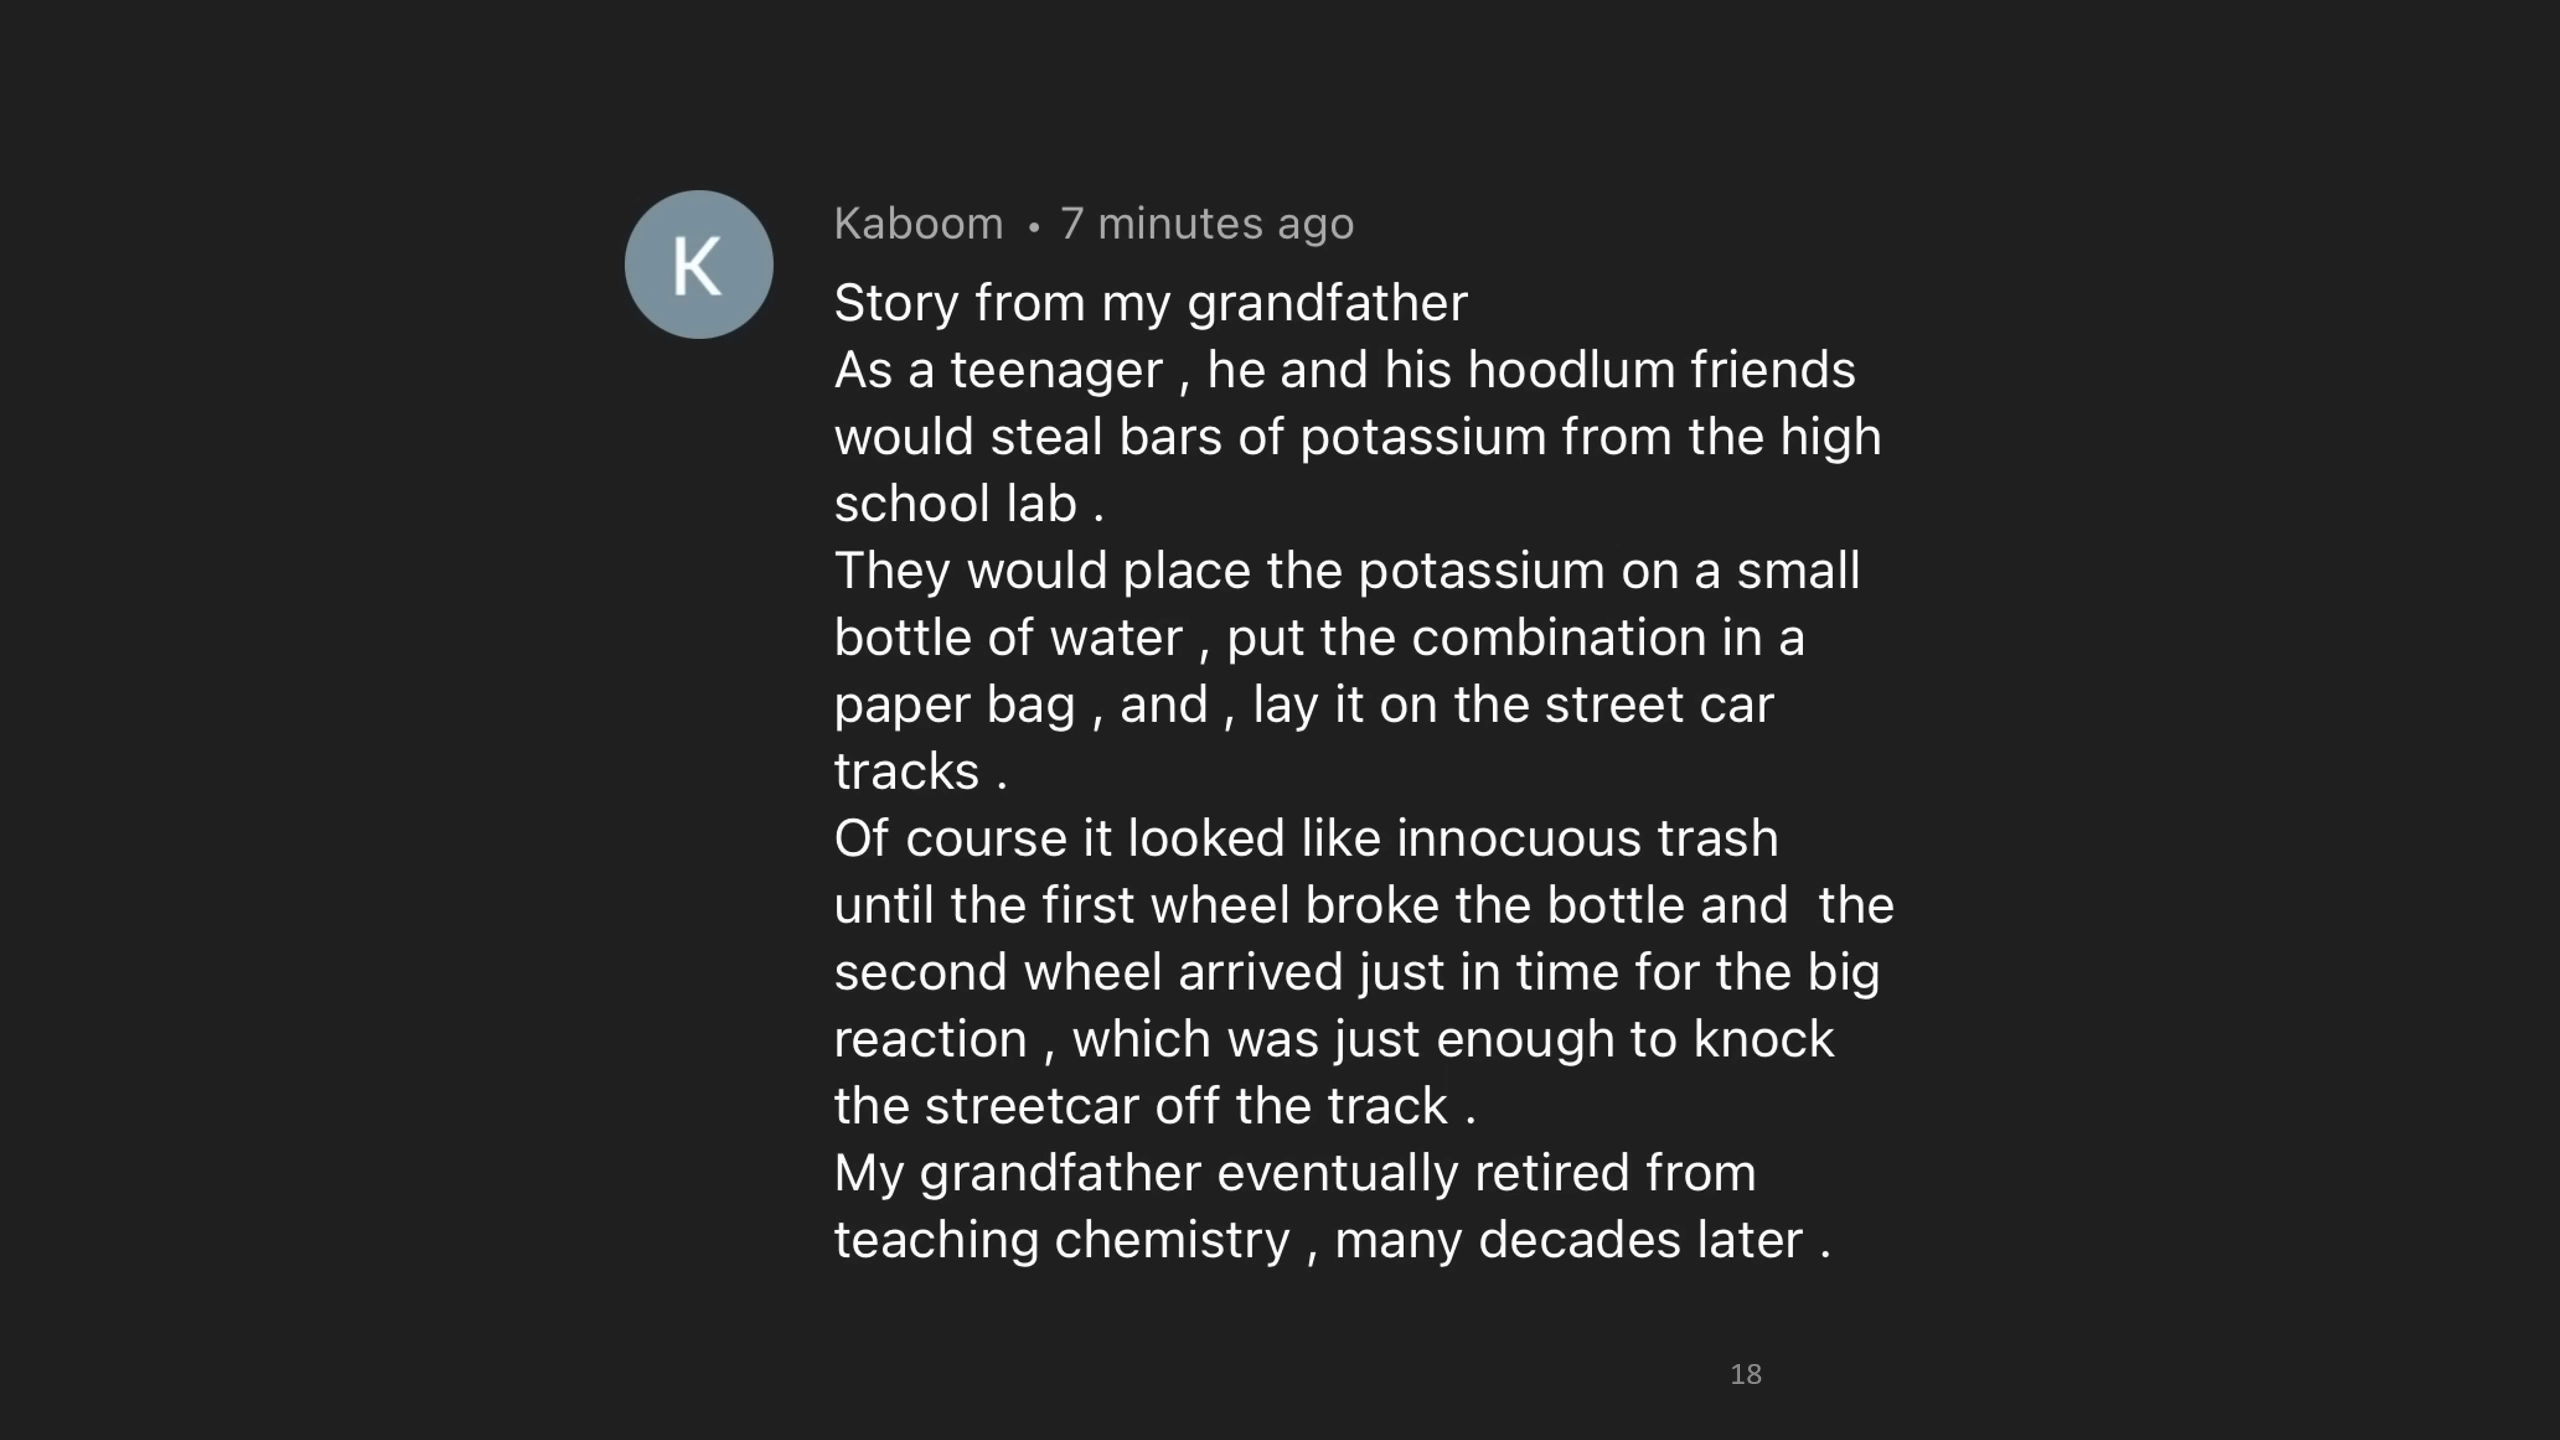 K
Kaboom • 7 minutes ago
Story from my grandfather
As a teenager , he and his hoodlum friends
would steal bars of potassium from the high
school lab .
They would place the potassium on a small
bottle of water , put the combination in a
paper bag , and , lay it on the street car
tracks .
Of course it looked like innocuous trash
until the first wheel broke the bottle and  the
second wheel arrived just in time for the big
reaction , which was just enough to knock
the streetcar off the track .
My grandfather eventually retired from
teaching chemistry , many decades later .
18